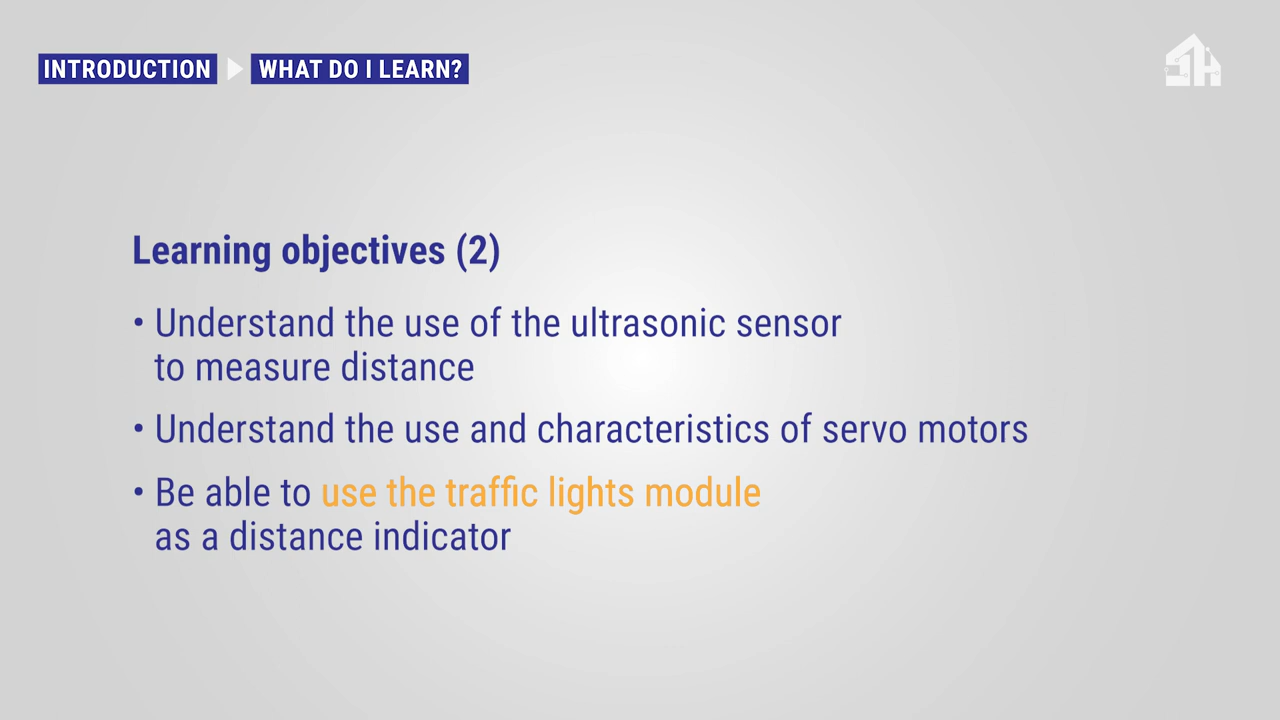 INTRODUCTION WHAT DO I LEARN?
SH
Learning objectives (2)
• Understand the use of the ultrasonic sensor
to measure distance
• Understand the use and characteristics of servo motors
• Be able to use the traffic lights module
as a distance indicator